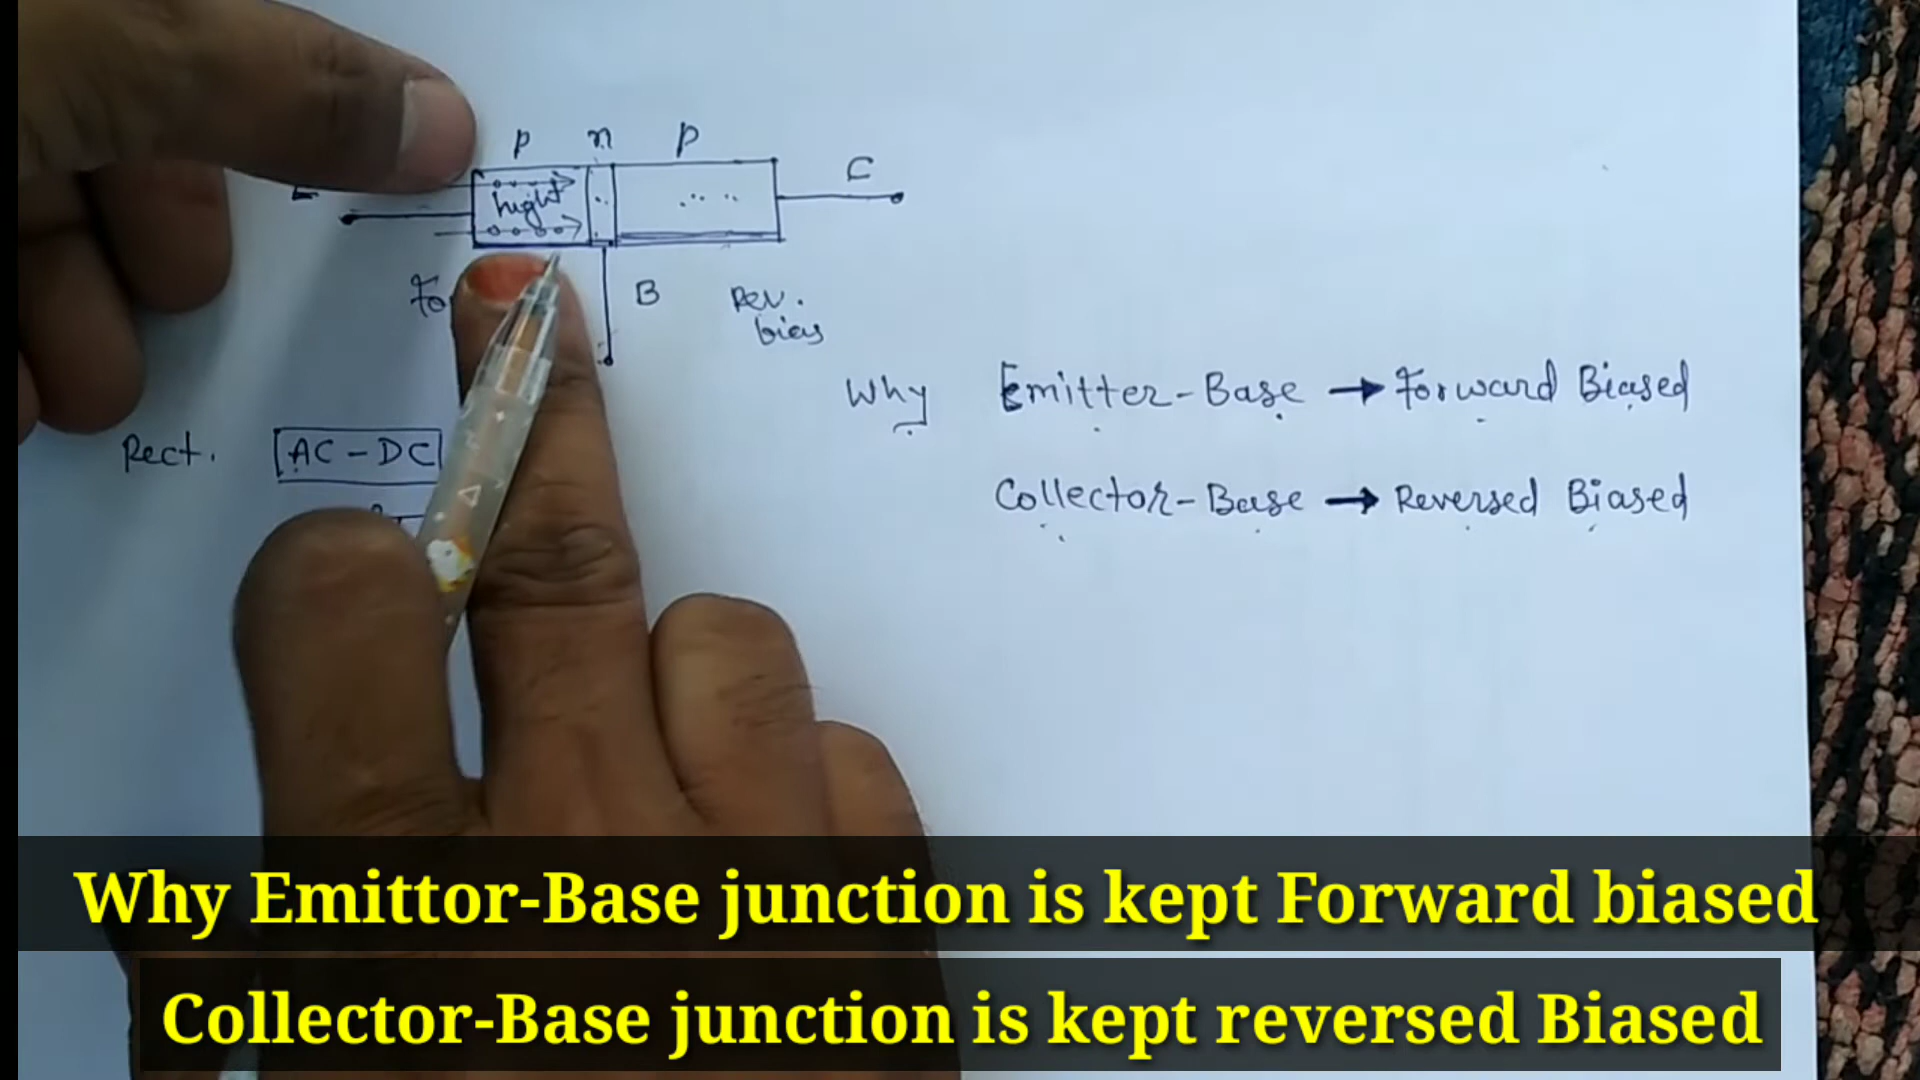 p n p
C
hight
B
Rev.
bias
Why Emitter-Base → Forward Biased
Rect. AC-DC
Collector-Base → Reversed Biased
Why Emittor-Base junction is kept Forward biased
Collector-Base junction is kept reversed Biased